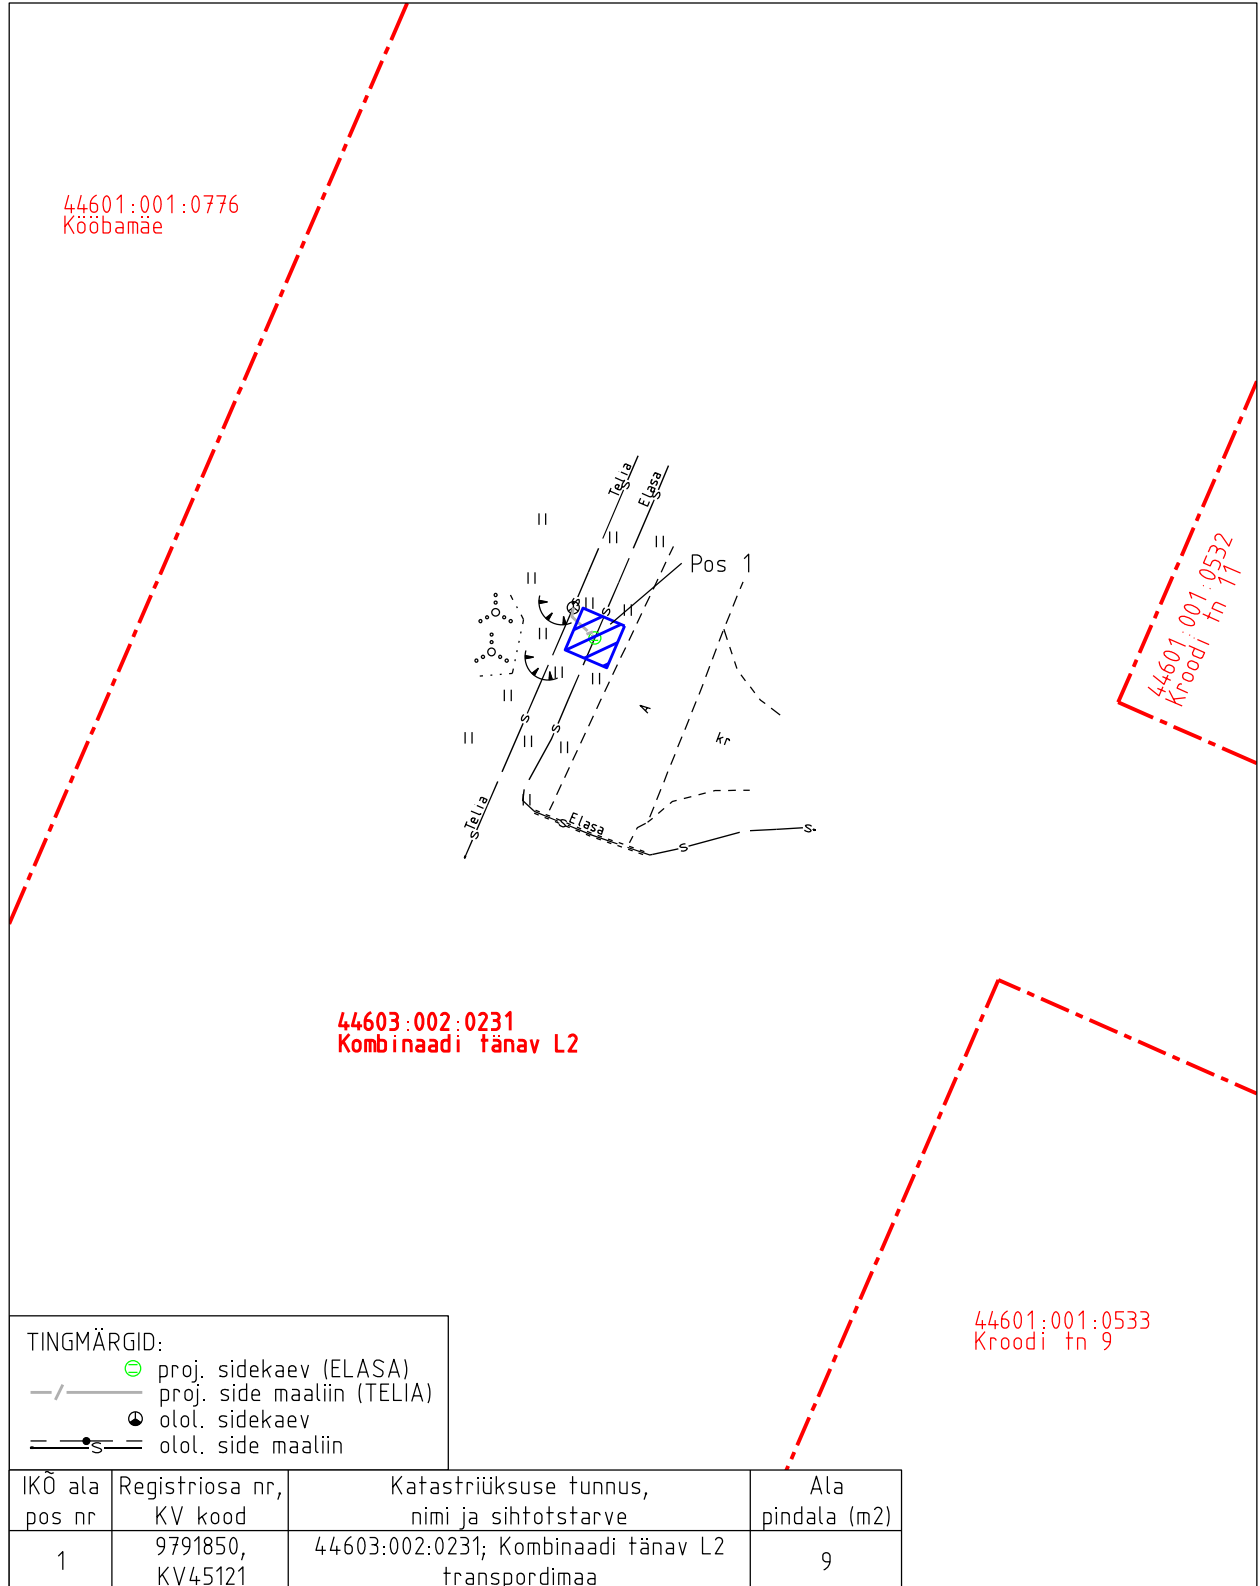 44601:001:0776
Kööbamäe
Telia
S
Elasa
S
Pos 1
44601:001:0532
Kroodi tn 11
S
S
A
kr
S
S
Telia
S
Elasa
S
S
S
44603:002:0231
Kombinaadi tänav L2
44601:001:0533
Kroodi tn 9
TINGMÄRGID:
proj. sidekaev (ELASA)
proj. side maaliin (TELIA)
olol. sidekaev
S
olol. side maaliin
IKÕ ala
pos nr
Registriosa nr,
KV kood
Katastriüksuse tunnus,
nimi ja sihtotstarve
Ala
pindala (m2)
1
9791850,
KV45121
44603:002:0231; Kombinaadi tänav L2
transpordimaa
9